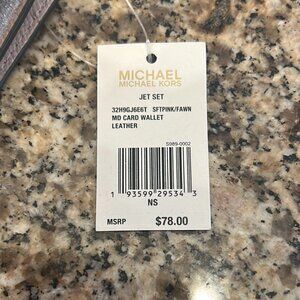 MICHAEL
MICHAEL KORS
JET SET
32H9GJ6E6T SFTPINK/FAWN
MD CARD WALLET
LEATHER
S989-0002
1 93599 29534 3
NS
MSRP $78.00